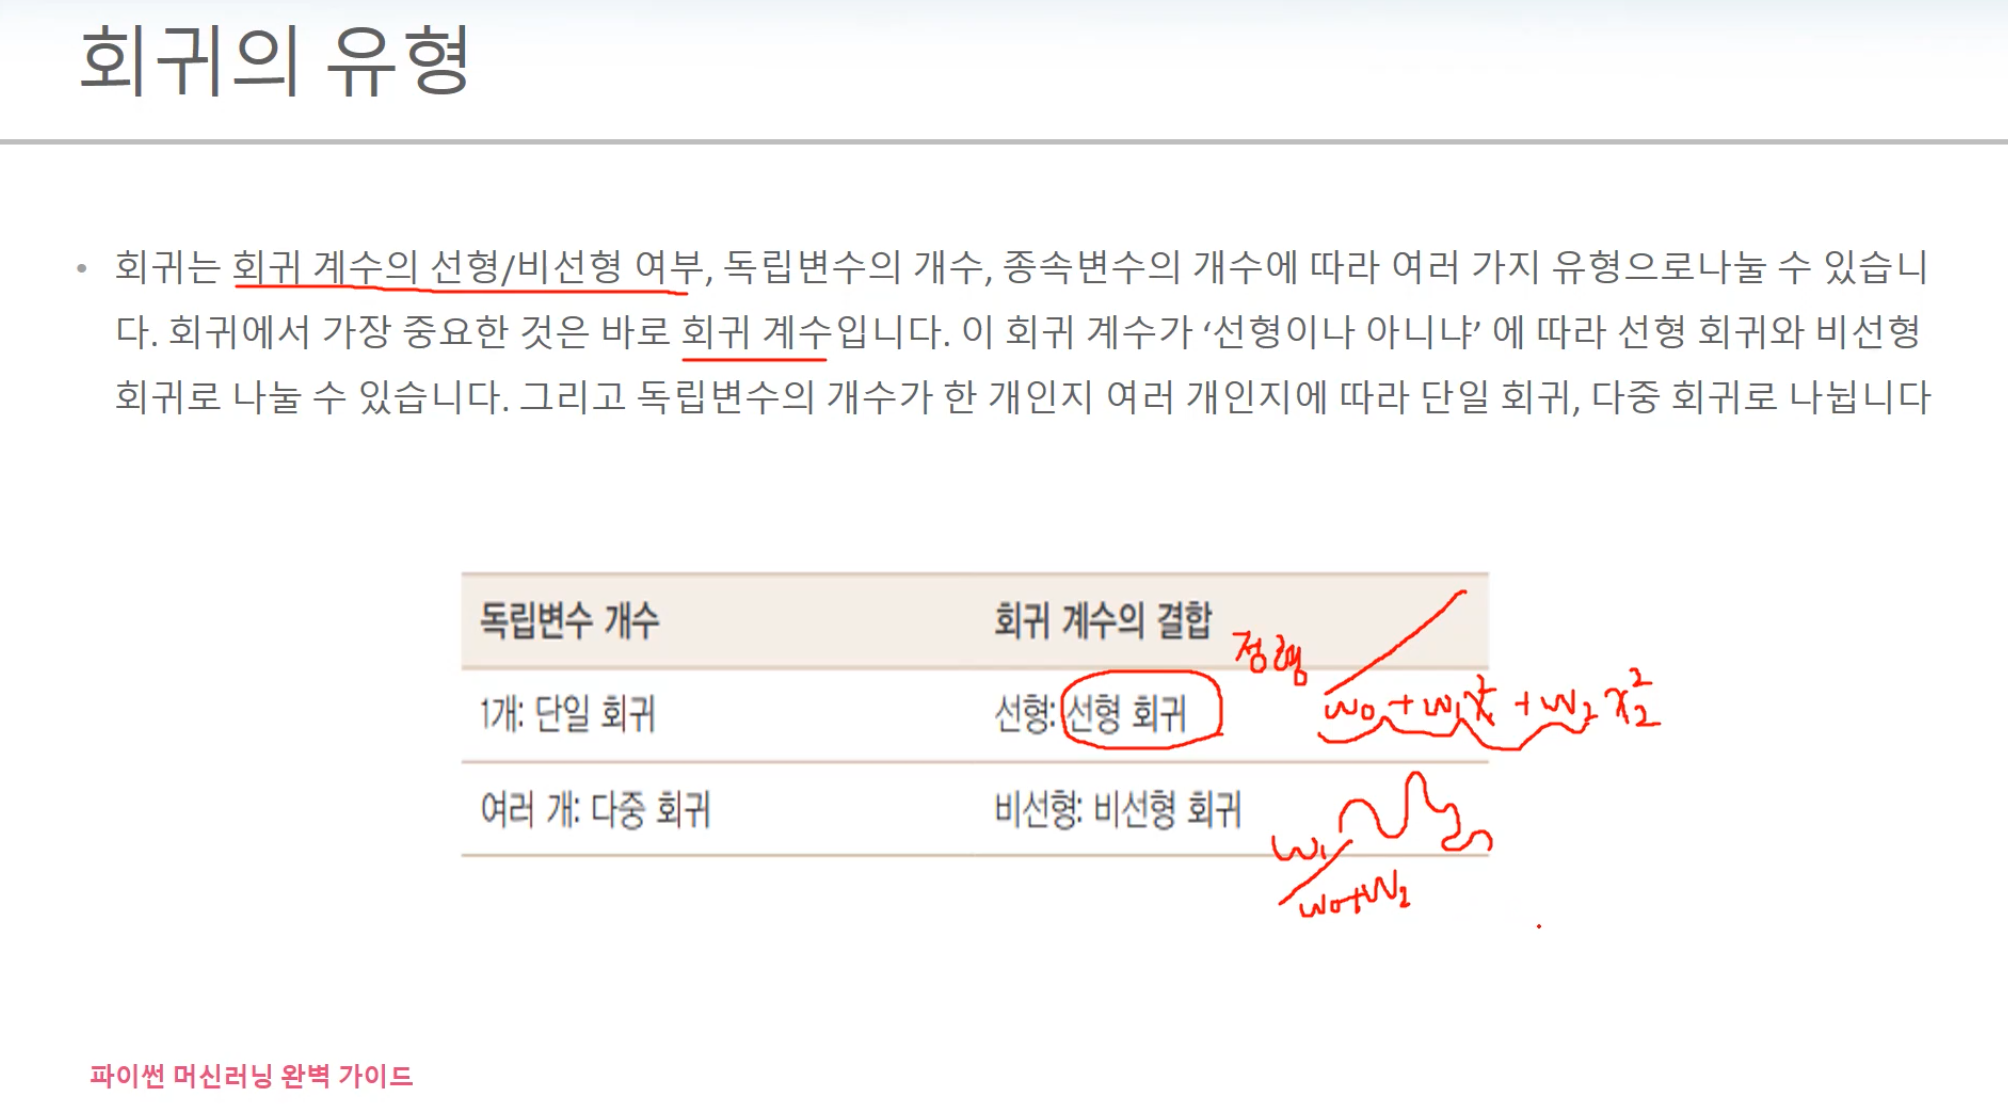 회귀의 유형
• 회귀는 회귀 계수의 선형/비선형 여부, 독립변수의 개수, 종속변수의 개수에 따라 여러 가지 유형으로나눌 수 있습니
다. 회귀에서 가장 중요한 것은 바로 회귀 계수입니다. 이 회귀 계수가 ‘선형이나 아니냐’ 에 따라 선형 회귀와 비선형
회귀로 나눌 수 있습니다. 그리고 독립변수의 개수가 한 개인지 여러 개인지에 따라 단일 회귀, 다중 회귀로 나뉩니다
독립변수 개수 회귀 계수의 결합
1개: 단일 회귀 선형: 선형 회귀
W₀ + W₁ + W₂ x₂²
여러 개: 다중 회귀 비선형: 비선형 회귀
W₁
W₀+W₂
파이썬 머신러닝 완벽 가이드